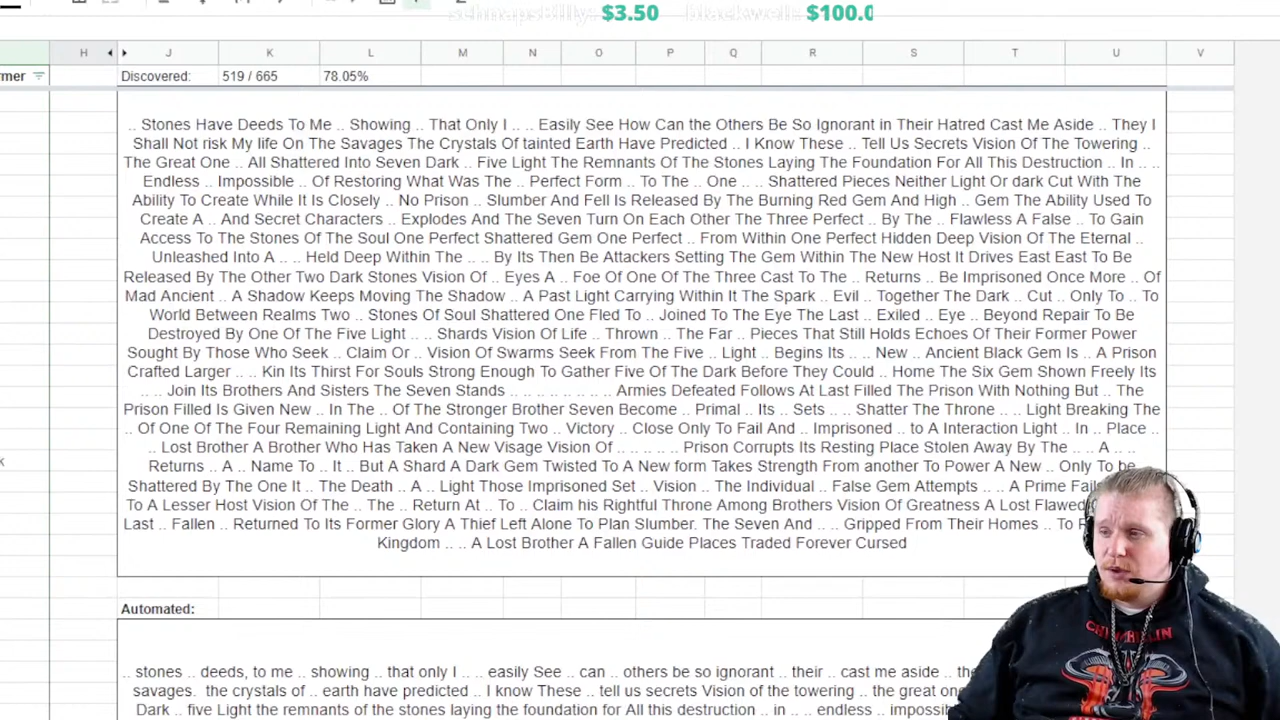 schnapsBilly: $3.50 blackwell: $100.0
H J K L M N O P Q R S T U V
rmer Discovered: 519 / 665 78.05%
.. Stones Have Deeds To Me .. Showing .. That Only I .. .. Easily See How Can the Others Be So Ignorant in Their Hatred Cast Me Aside .. They I
Shall Not risk My life On The Savages The Crystals Of tainted Earth Have Predicted .. I Know These .. Tell Us Secrets Vision Of The Towering ..
The Great One .. All Shattered Into Seven Dark .. Five Light The Remnants Of The Stones Laying The Foundation For All This Destruction .. In .. ..
Endless .. Impossible .. Of Restoring What Was The .. Perfect Form .. To The .. One .. .. Shattered Pieces Neither Light Or dark Cut With The
Ability To Create While It Is Closely .. No Prison .. Slumber And Fell Is Released By The Burning Red Gem And High .. Gem The Ability Used To
Create A .. And Secret Characters .. Explodes And The Seven Turn On Each Other The Three Perfect .. By The .. Flawless A False .. To Gain
Access To The Stones Of The Soul One Perfect Shattered Gem One Perfect .. From Within One Perfect Hidden Deep Vision Of The Eternal ..
Unleashed Into A .. .. Held Deep Within The .. .. By Its Then Be Attackers Setting The Gem Within The New Host It Drives East East To Be
Released By The Other Two Dark Stones Vision Of .. Eyes A .. Foe Of One Of The Three Cast To The .. Returns .. Be Imprisoned Once More .. Of
Mad Ancient .. A Shadow Keeps Moving The Shadow .. A Past Light Carrying Within It The Spark .. Evil .. Together The Dark .. Cut .. Only To .. To
World Between Realms Two .. Stones Of Soul Shattered One Fled To .. Joined To The Eye The Last .. Exiled .. Eye .. Beyond Repair To Be
Destroyed By One Of The Five Light .. .. Shards Vision Of Life .. Thrown .. The Far .. Pieces That Still Holds Echoes Of Their Former Power
Sought By Those Who Seek .. Claim Or .. Vision Of Swarms Seek From The Five .. Light .. Begins Its .. .. New .. Ancient Black Gem Is .. A Prison
Crafted Larger .. .. Kin Its Thirst For Souls Strong Enough To Gather Five Of The Dark Before They Could .. Home The Six Gem Shown Freely Its
.. .. Join Its Brothers And Sisters The Seven Stands .. .. .. .. .. .. .. .. Armies Defeated Follows At Last Filled The Prison With Nothing But .. The
Prison Filled Is Given New .. In The .. Of The Stronger Brother Seven Become .. Primal .. Its .. Sets .. .. Shatter The Throne .. .. Light Breaking The
.. Of One Of The Four Remaining Light And Containing Two .. Victory .. Close Only To Fail And .. Imprisoned .. to A Interaction Light .. In .. Place ..
.. Lost Brother A Brother Who Has Taken A New Visage Vision Of .. .. .. .. .. Prison Corrupts Its Resting Place Stolen Away By The .. .. A .. ..
Returns .. A .. Name To .. It .. But A Shard A Dark Gem Twisted To A New form Takes Strength From another To Power A New .. Only To be
Shattered By The One It .. The Death .. A .. Light Those Imprisoned Set .. Vision .. The Individual .. False Gem Attempts .. .. A Prime
To A Lesser Host Vision Of The .. The .. Return At .. To .. Claim his Rightful Throne Among Brothers Vision Of Greatness A Lost Flawed
Last .. Fallen .. Returned To Its Former Glory A Thief Left Alone To Plan Slumber. The Seven And .. .. Gripped From Their Homes .. To
Kingdom .. .. A Lost Brother A Fallen Guide Places Traded Forever Cursed
Automated:
.. stones .. deeds, to me .. showing .. that only I .. .. easily See .. can .. others be so ignorant .. their .. cast me aside ..
savages. the crystals of .. earth have predicted .. I know These .. tell us secrets Vision of the towering .. the great
Dark .. five Light the remnants of the stones laying the foundation for All this destruction .. in .. .. endless ..